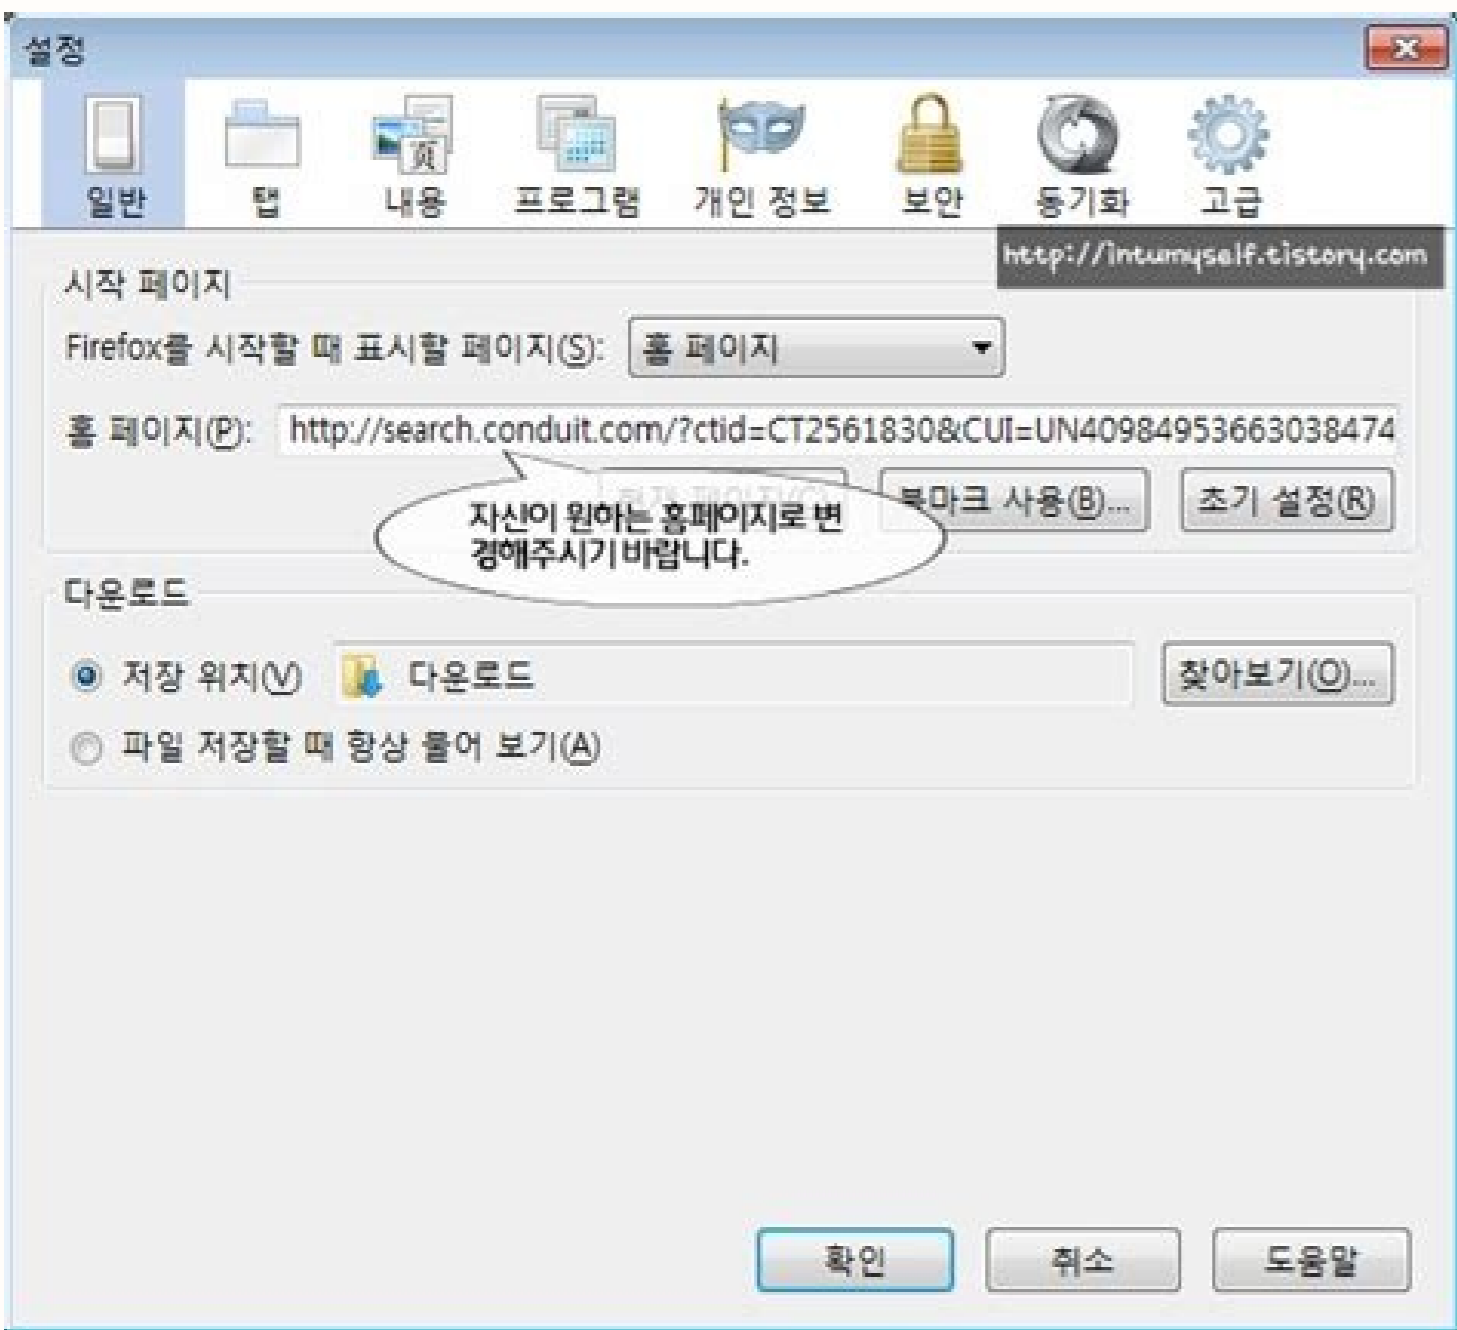 설정
일반 탭 내용 프로그램 개인 정보 보안 동기화 고급
http://intumyself.tistory.com
시작 페이지
Firefox를 시작할 때 표시할 페이지(S): 홈 페이지
홈 페이지(P): http://search.conduit.com/?ctid=CT2561830&CUI=UN40984953663038474
북마크 사용(B)... 초기 설정(R)
자신이 원하는 홈페이지로 변
경해주시기 바랍니다.
다운로드
저장 위치(V) 다운로드 찾아보기(O)...
파일 저장할 때 항상 물어 보기(A)
확인 취소 도움말